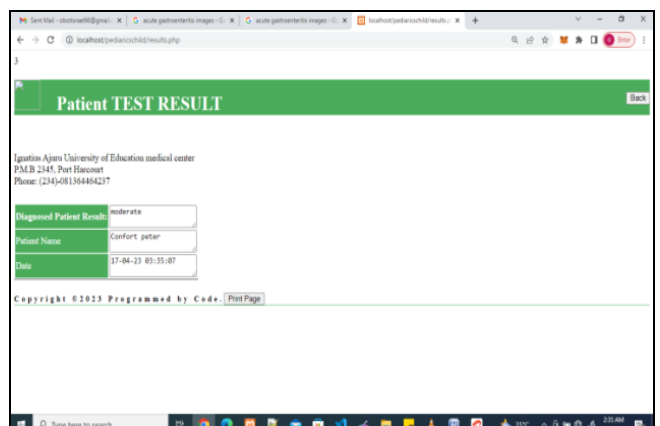 Sent Mail - sbotisrael66@gmai
acute gastroenteritis images - G
acute gastroenteritis images - G
localhost/pediaricschild/results.p
localhost/pediaricschild/results.php
Error
3
Patient TEST RESULT
Back
Ignatius Ajuru University of Education medical center
P.M.B 2345, Port Harcourt
Phone: (234)-081364464237
Diagnosed Patient Result: moderate
Patient Name Confort peter
Date 17-04-23 03:35:07
Copyright ©2023 Programmed by Code. Print Page
Type here to search
25°C
2:35 AM